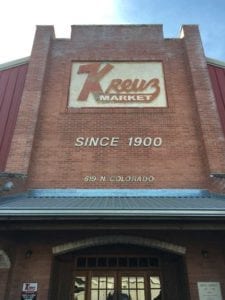 Kreuz
MARKET
SINCE 1900
619 N. COLORADO